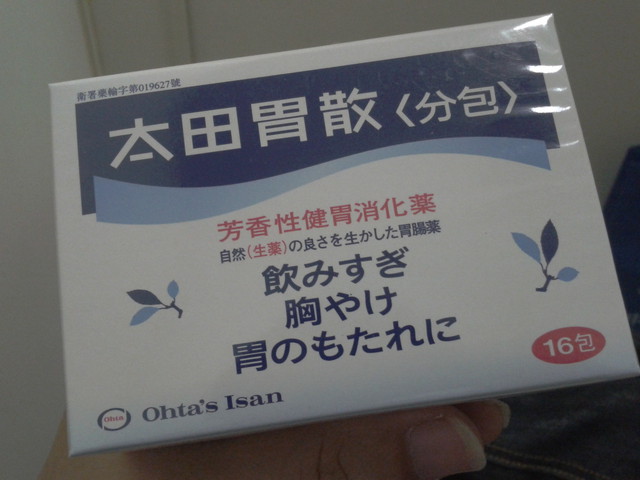 衛署藥輸字第019627號
太田胃散〈分包〉
芳香性健胃消化薬
自然(生薬)の良さを生かした胃腸薬
飲みすぎ
胸やけ
胃のもたれに
16包
Ohta
Ohta's Isan